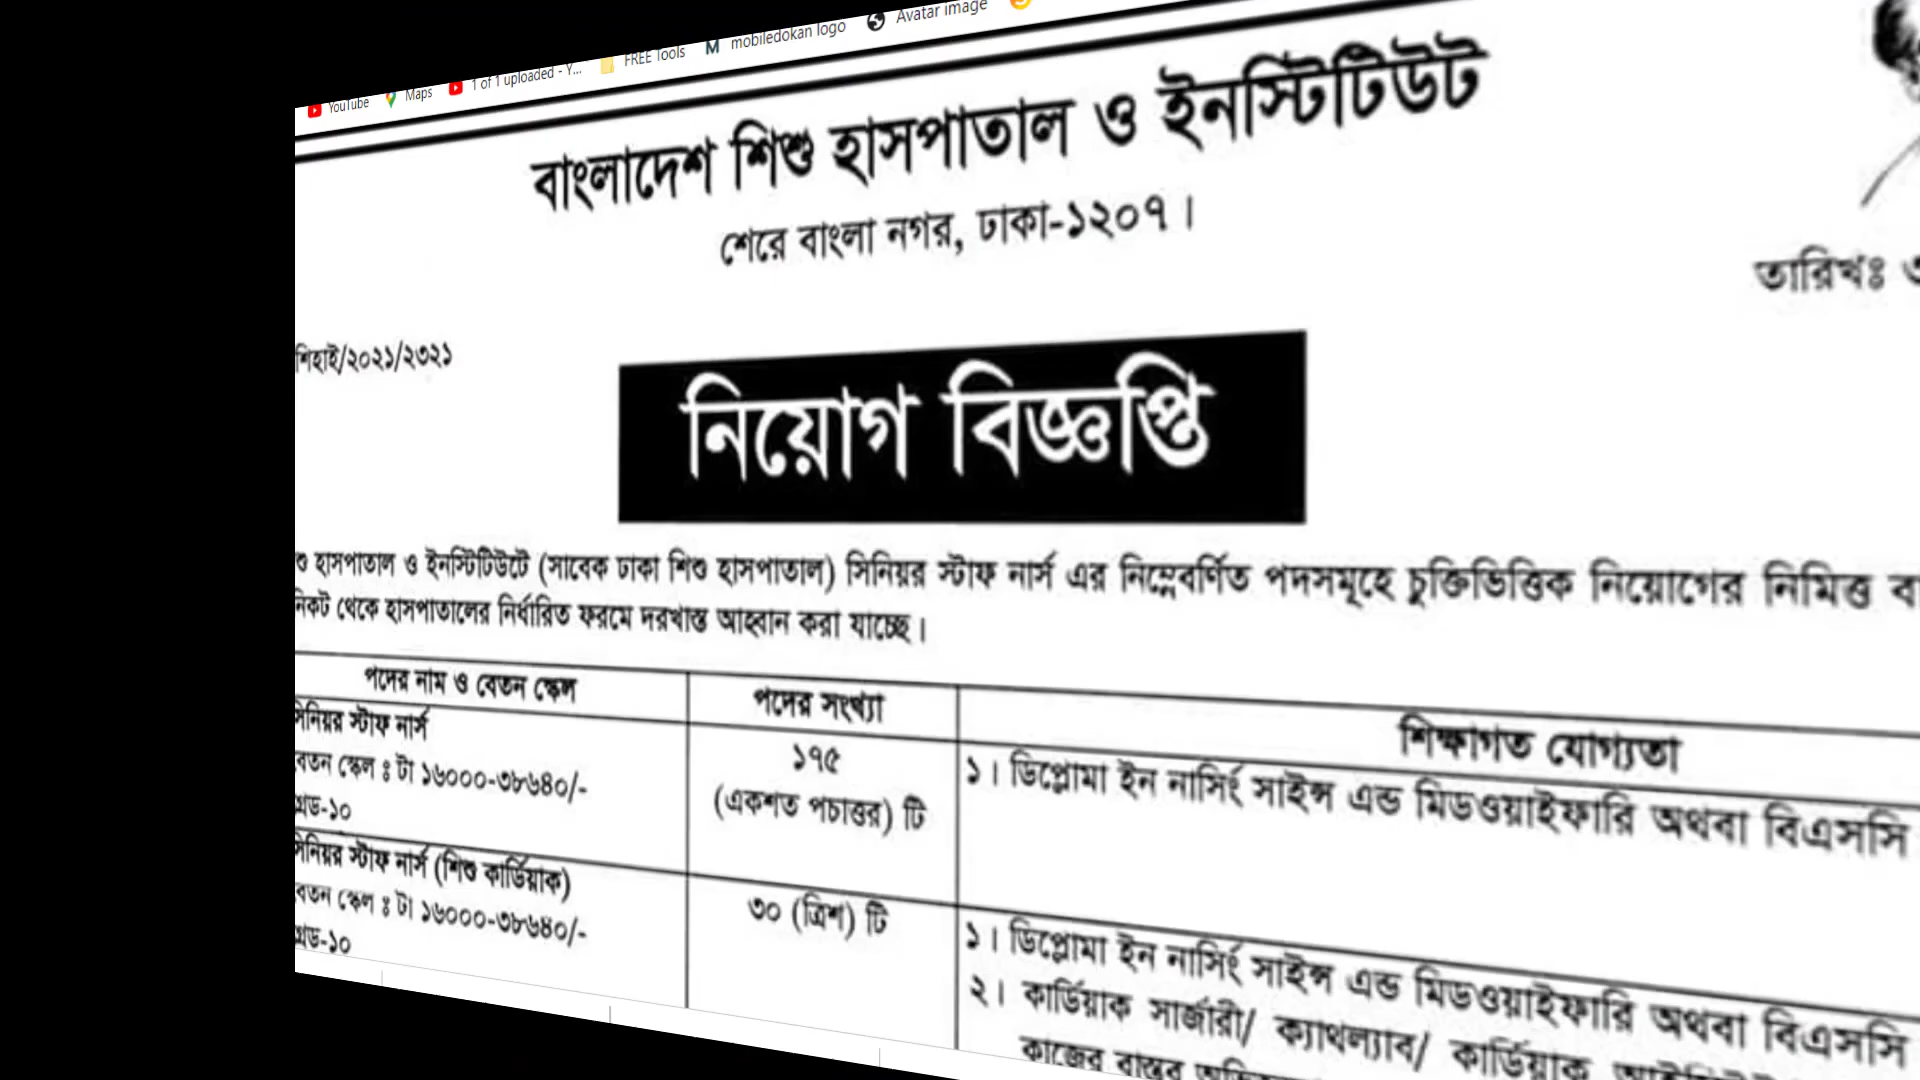 YouTube Maps 1 of 1 uploaded - Y... FREE Tools M mobiledokan logo Avatar image
বাংলাদেশ শিশু হাসপাতাল ও ইনস্টিটিউট
শেরে বাংলা নগর, ঢাকা-১২০৭।
তারিখঃ
শিহাই/২০২১/২৩২১
নিয়োগ বিজ্ঞপ্তি
হাসপাতাল ও ইনস্টিটিউটে (সাবেক ঢাকা শিশু হাসপাতাল) সিনিয়র স্টাফ নার্স এর নিম্নেবর্ণিত পদসমূহে চুক্তিভিত্তিক নিয়োগের নিমিত্ত
নিকট থেকে হাসপাতালের নির্ধারিত ফরমে দরখাস্ত আহ্বান করা যাচ্ছে।
পদের নাম ও বেতন স্কেল
পদের সংখ্যা
শিক্ষাগত যোগ্যতা
সিনিয়র স্টাফ নার্স
বেতন স্কেল ঃ টা ১৬০০০-৩৮৬৪০/-
গ্রেড-১০
১৭৫
(একশত পচাত্তর) টি
১। ডিপ্লোমা ইন নার্সিং সাইন্স এন্ড মিডওয়াইফারি অথবা বিএসসি
সিনিয়র স্টাফ নার্স (শিশু কার্ডিয়াক)
বেতন স্কেল ঃ টা ১৬০০০-৩৮৬৪০/-
গ্রেড-১০
৩০ (ত্রিশ) টি
১। ডিপ্লোমা ইন নার্সিং সাইন্স এন্ড মিডওয়াইফারি অথবা বিএসসি
২। কার্ডিয়াক সার্জারী/ ক্যাথল্যাব/ কার্ডিয়াক
কাজের বাস্তব